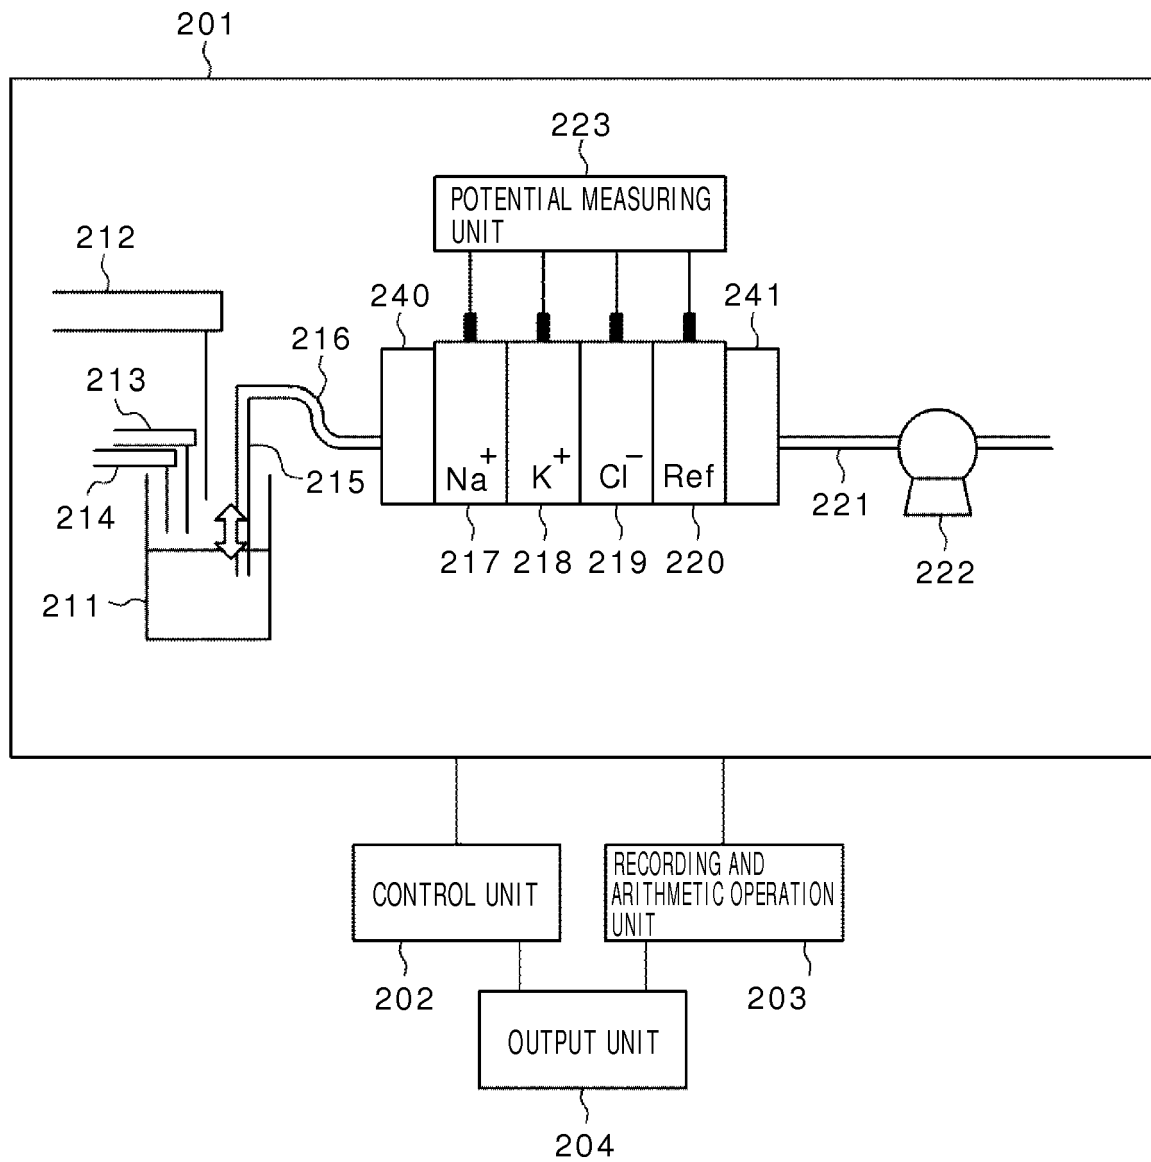 201
223
POTENTIAL MEASURING
UNIT
212
240
241
216
213
214
215
Na+
K+
Cl−
Ref
221
211
217
218
219
220
222
CONTROL UNIT
RECORDING AND
ARITHMETIC OPERATION
UNIT
202
203
OUTPUT UNIT
204